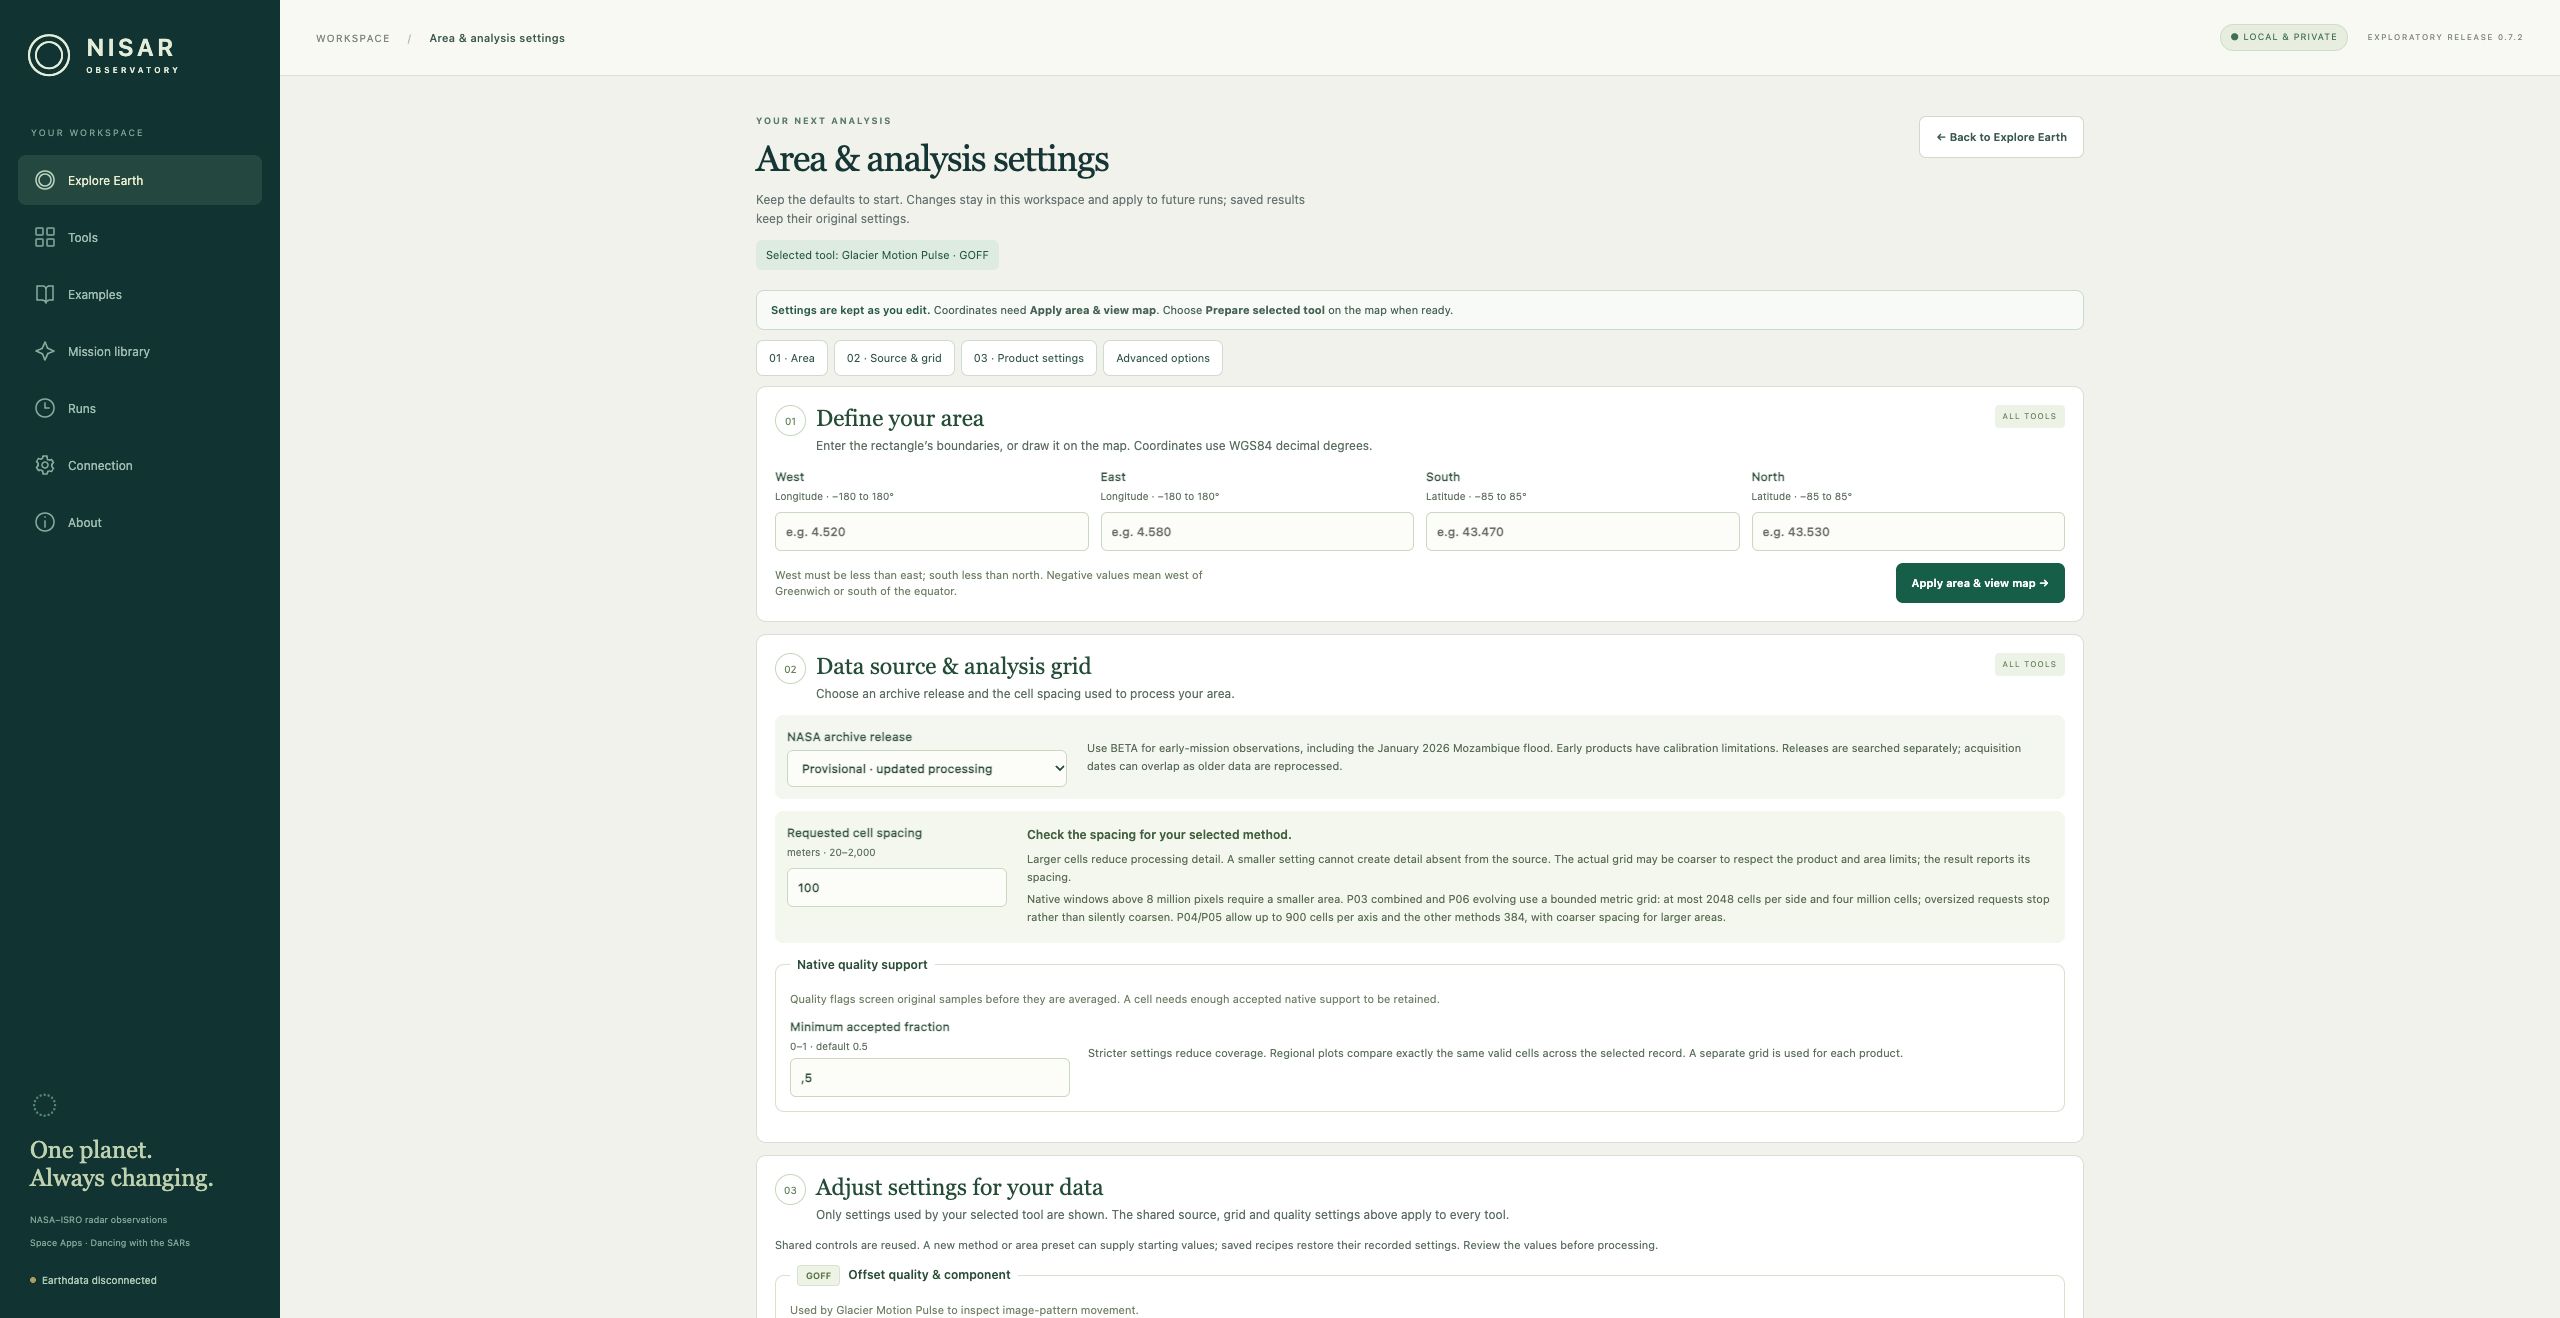 NISAR
OBSERVATORY
YOUR WORKSPACE
Explore Earth
Tools
Examples
Mission library
Runs
Connection
About
One planet.
Always changing.
NASA–ISRO radar observations
Space Apps · Dancing with the SARs
Earthdata disconnected
WORKSPACE / Area & analysis settings
LOCAL & PRIVATE
EXPLORATORY RELEASE 0.7.2
YOUR NEXT ANALYSIS
Area & analysis settings
← Back to Explore Earth
Keep the defaults to start. Changes stay in this workspace and apply to future runs; saved results
keep their original settings.
Selected tool: Glacier Motion Pulse · GOFF
Settings are kept as you edit. Coordinates need Apply area & view map. Choose Prepare selected tool on the map when ready.
01 · Area
02 · Source & grid
03 · Product settings
Advanced options
01
Define your area
ALL TOOLS
Enter the rectangle's boundaries, or draw it on the map. Coordinates use WGS84 decimal degrees.
West
Longitude · −180 to 180°
e.g. 4.520
East
Longitude · −180 to 180°
e.g. 4.580
South
Latitude · −85 to 85°
e.g. 43.470
North
Latitude · −85 to 85°
e.g. 43.530
West must be less than east; south less than north. Negative values mean west of
Greenwich or south of the equator.
Apply area & view map →
02
Data source & analysis grid
ALL TOOLS
Choose an archive release and the cell spacing used to process your area.
NASA archive release
Provisional · updated processing
Use BETA for early-mission observations, including the January 2026 Mozambique flood. Early products have calibration limitations. Releases are searched separately; acquisition
dates can overlap as older data are reprocessed.
Requested cell spacing
meters · 20–2,000
100
Check the spacing for your selected method.
Larger cells reduce processing detail. A smaller setting cannot create detail absent from the source. The actual grid may be coarser to respect the product and area limits; the result reports its
spacing.
Native windows above 8 million pixels require a smaller area. P03 combined and P06 evolving use a bounded metric grid: at most 2048 cells per side and four million cells; oversized requests stop
rather than silently coarsen. P04/P05 allow up to 900 cells per axis and the other methods 384, with coarser spacing for larger areas.
Native quality support
Quality flags screen original samples before they are averaged. A cell needs enough accepted native support to be retained.
Minimum accepted fraction
0–1 · default 0.5
,5
Stricter settings reduce coverage. Regional plots compare exactly the same valid cells across the selected record. A separate grid is used for each product.
03
Adjust settings for your data
Only settings used by your selected tool are shown. The shared source, grid and quality settings above apply to every tool.
Shared controls are reused. A new method or area preset can supply starting values; saved recipes restore their recorded settings. Review the values before processing.
GOFF Offset quality & component
Used by Glacier Motion Pulse to inspect image-pattern movement.